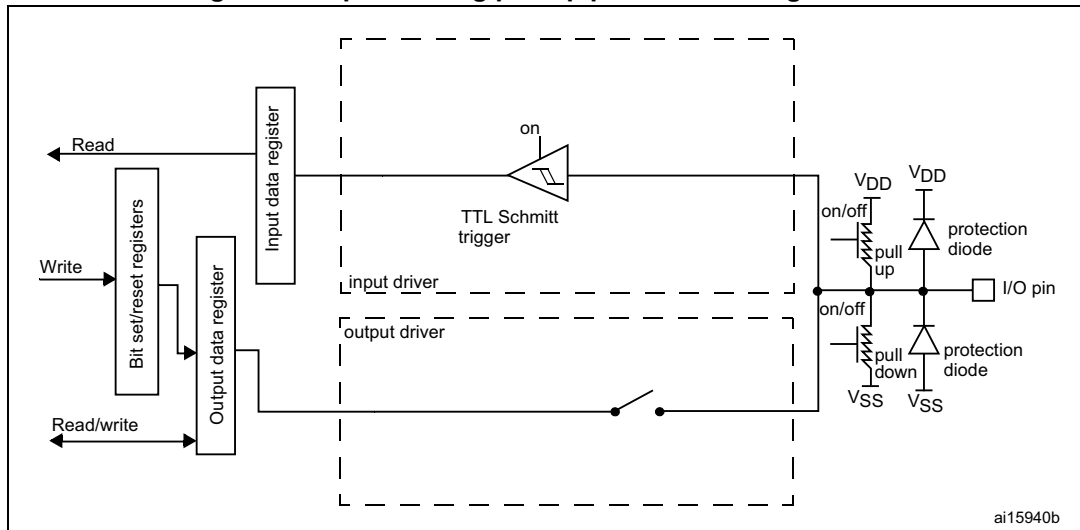 Read
Bit set/reset registers
Write
Read/write
Input data register
Output data register
on
TTL Schmitt
trigger
input driver
output driver
VDD
on/off
pull
up
VDD
protection
diode
I/O pin
on/off
pull
down
VSS
protection
diode
VSS
ai15940b